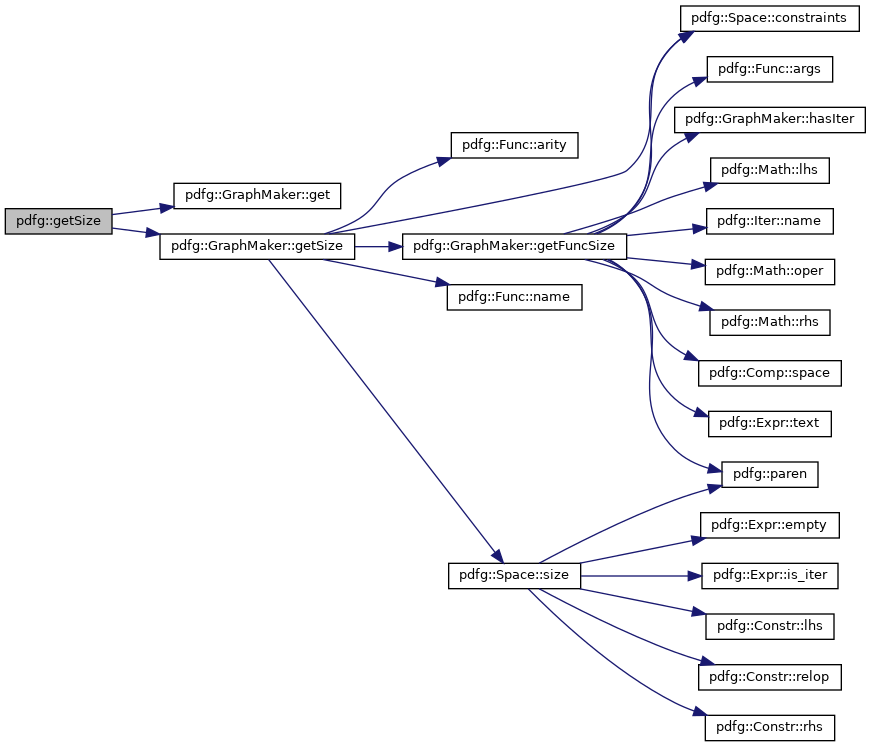 pdfg::Space::constraints
pdfg::Func::args
pdfg::GraphMaker::hasIter
pdfg::Func::arity
pdfg::Math::lhs
pdfg::GraphMaker::get
pdfg::getSize
pdfg::Iter::name
pdfg::GraphMaker::getSize
pdfg::GraphMaker::getFuncSize
pdfg::Math::oper
pdfg::Func::name
pdfg::Math::rhs
pdfg::Comp::space
pdfg::Expr::text
pdfg::paren
pdfg::Expr::empty
pdfg::Space::size
pdfg::Expr::is_iter
pdfg::Constr::lhs
pdfg::Constr::relop
pdfg::Constr::rhs